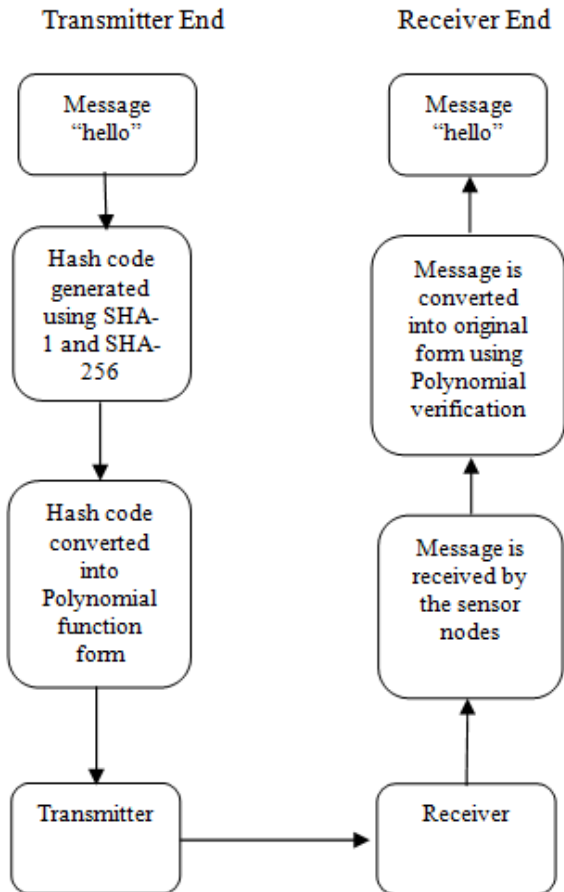 Transmitter End
Message
“hello”
Hash code
generated
using SHA-
1 and SHA-
256
Hash code
converted
into
Polynomial
function
form
Transmitter
Receiver End
Message
“hello”
Message is
converted
into original
form using
Polynomial
verification
Message is
received by
the sensor
nodes
Receiver